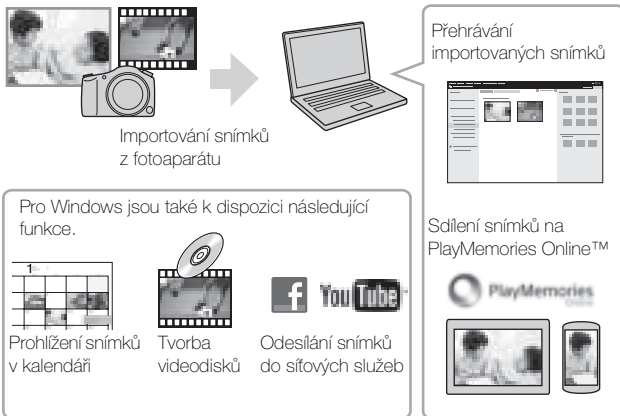 Importování snímků
z fotoaparátu
Přehrávání
importovaných snímků
Sdílení snímků na
PlayMemories Online™
PlayMemories
Online
Pro Windows jsou také k dispozici následující
funkce.
1
Prohlížení snímků
v kalendáři
Tvorba
videodisků
f
You Tube
Odesílání snímků
do síťových služeb